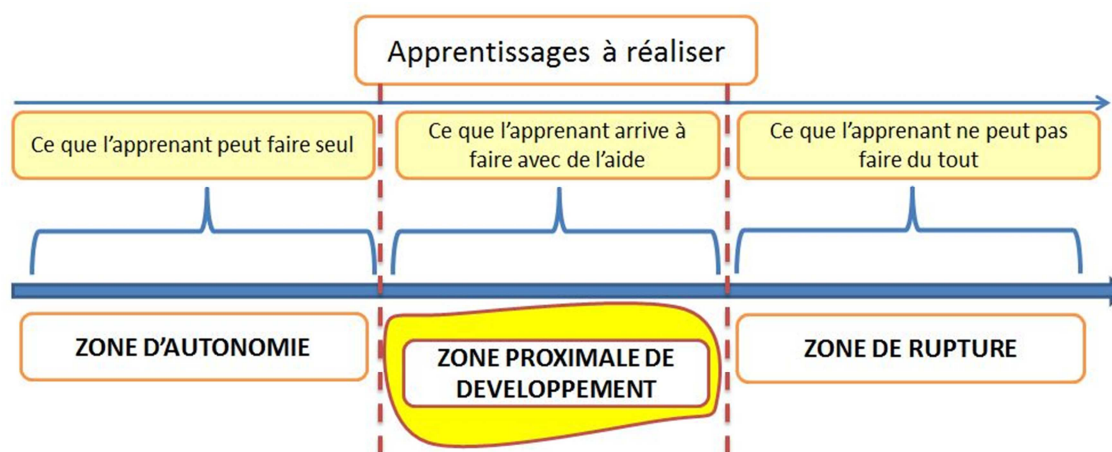 Apprentissages à réaliser
Ce que l'apprenant peut faire seul
Ce que l'apprenant arrive à
faire avec de l'aide
Ce que l'apprenant ne peut pas
faire du tout
ZONE D'AUTONOMIE
ZONE PROXIMALE DE
DEVELOPPEMENT
ZONE DE RUPTURE